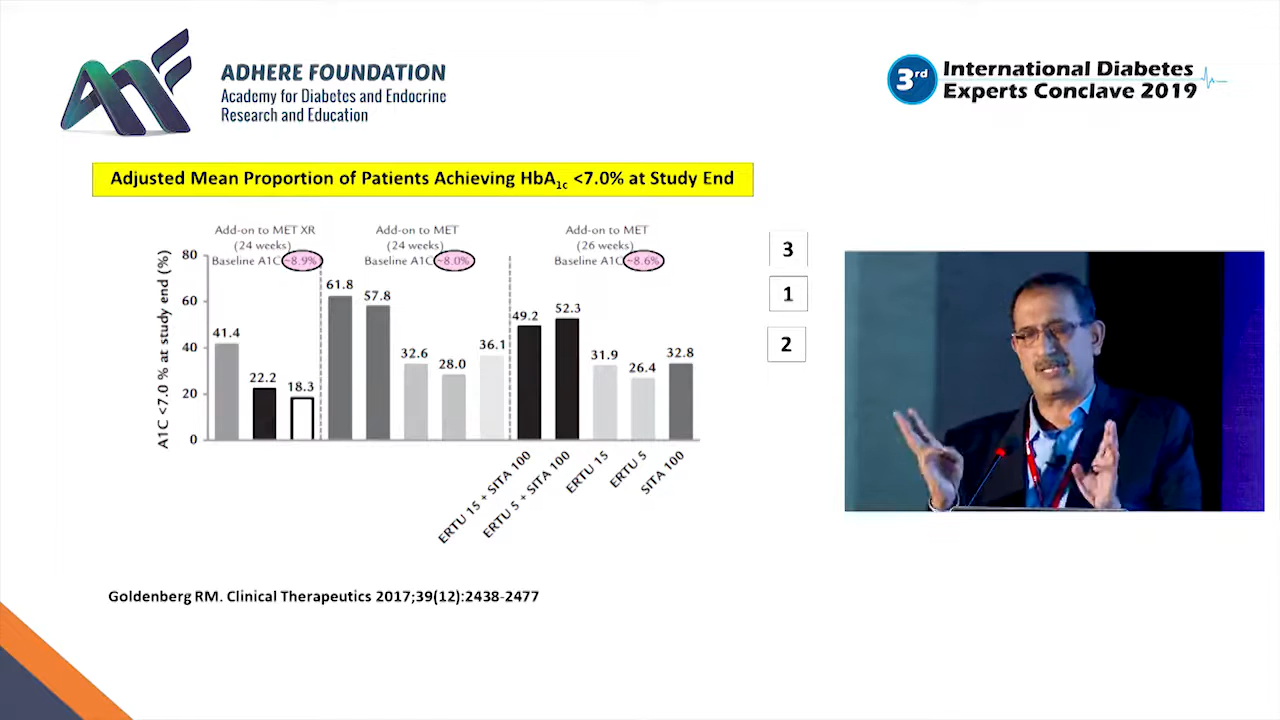 ADHERE FOUNDATION
Academy for Diabetes and Endocrine
Research and Education
3rd International Diabetes
Experts Conclave 2019
Adjusted Mean Proportion of Patients Achieving HbA1c <7.0% at Study End
Add-on to MET XR
(24 weeks)
Baseline A1C ~8.9%
Add-on to MET
(24 weeks)
Baseline A1C ~8.0%
Add-on to MET
(26 weeks)
Baseline A1C ~8.6%
A1C <7.0 % at study end (%)
80
60
40
20
0
41.4
22.2
18.3
61.8
57.8
32.6
28.0
36.1
49.2
52.3
31.9
26.4
32.8
ERTU 15 + SITA 100
ERTU 5 + SITA 100
ERTU 15
ERTU 5
SITA 100
3
1
2
Goldenberg RM. Clinical Therapeutics 2017;39(12):2438-2477